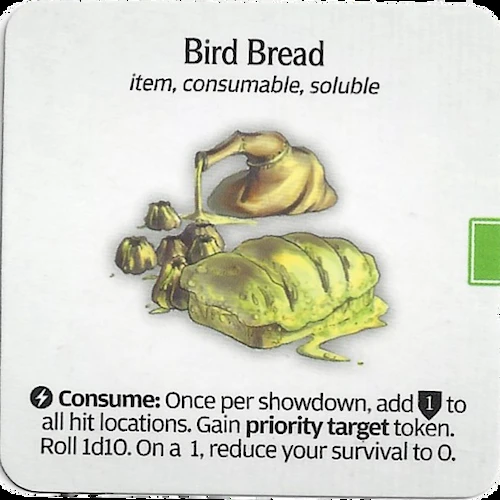 Bird Bread
item, consumable, soluble
Consume: Once per showdown, add 1 to
all hit locations. Gain priority target token.
Roll 1d10. On a 1, reduce your survival to 0.